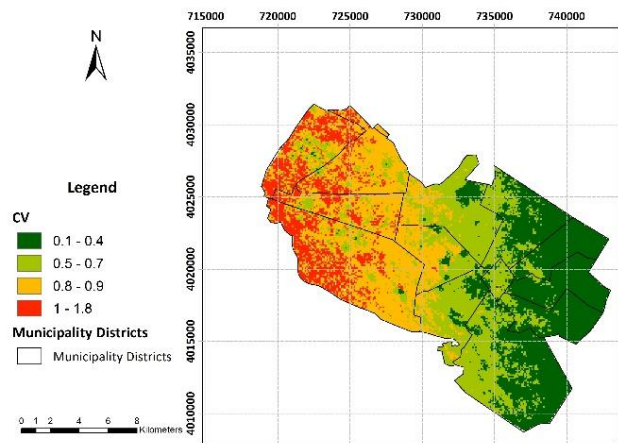 715000 720000 725000 730000 735000 740000
4035000
4030000
4025000
4020000
4015000
4010000
N
Legend
CV
0.1 - 0.4
0.5 - 0.7
0.8 - 0.9
1 - 1.8
Municipality Districts
Municipality Districts
0 1 2 4 6 8
Kilometers